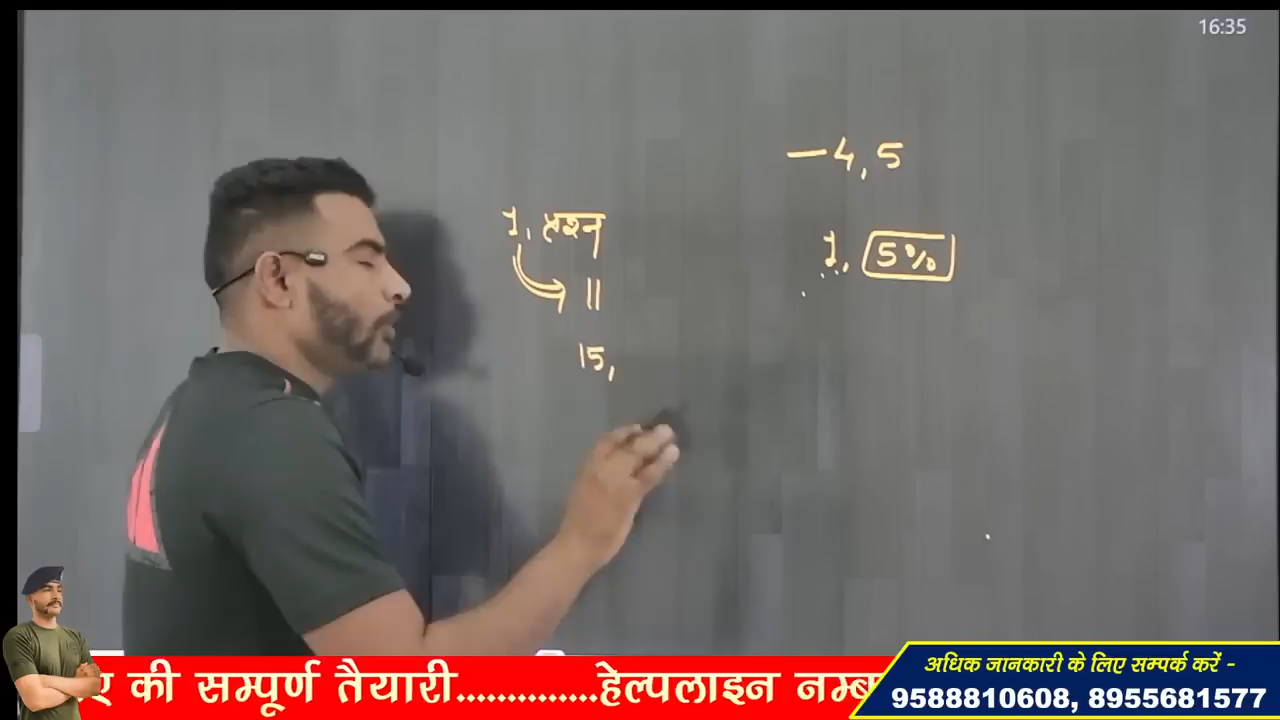 16:35
— 4, 5
1, प्रश्न
1, 5%
11
15,
ए की सम्पूर्ण तैयारी.............हेल्पलाइन नम्ब
अधिक जानकारी के लिए सम्पर्क करें -
9588810608, 8955681577